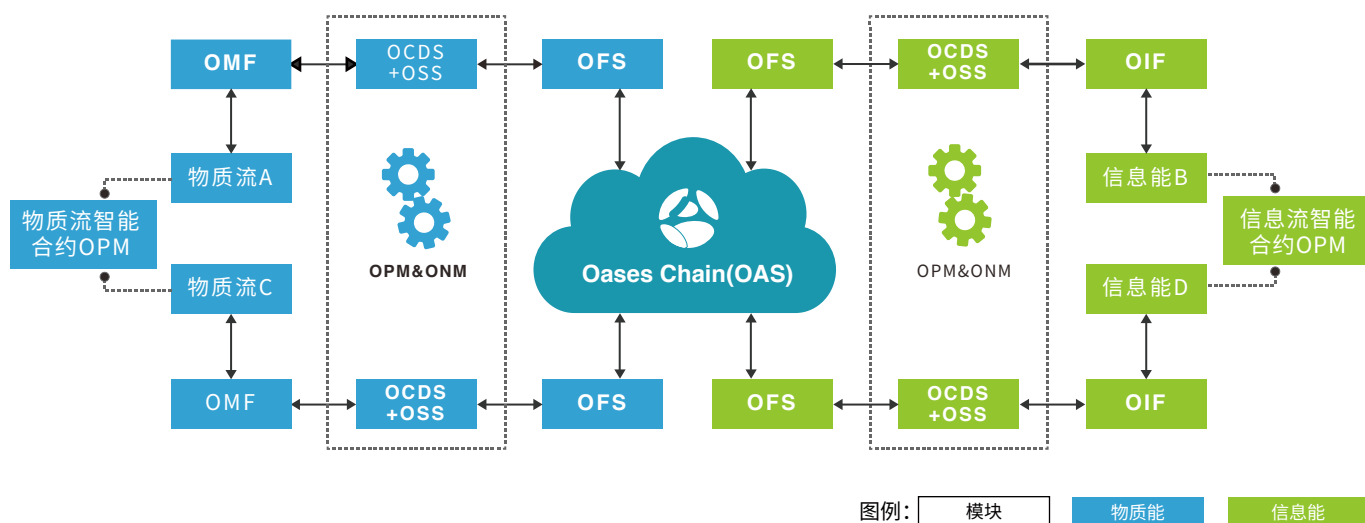 OMF
OCDS
+OSS
OFS
OFS
OCDS
+OSS
OIF
物质流A
信息能B
物质流智能
合约OPM
信息流智能
合约OPM
OPM&ONM
Oases Chain(OAS)
OPM&ONM
物质流C
信息能D
OMF
OCDS
+OSS
OFS
OFS
OCDS
+OSS
OIF
图例：
模块
物质能
信息能